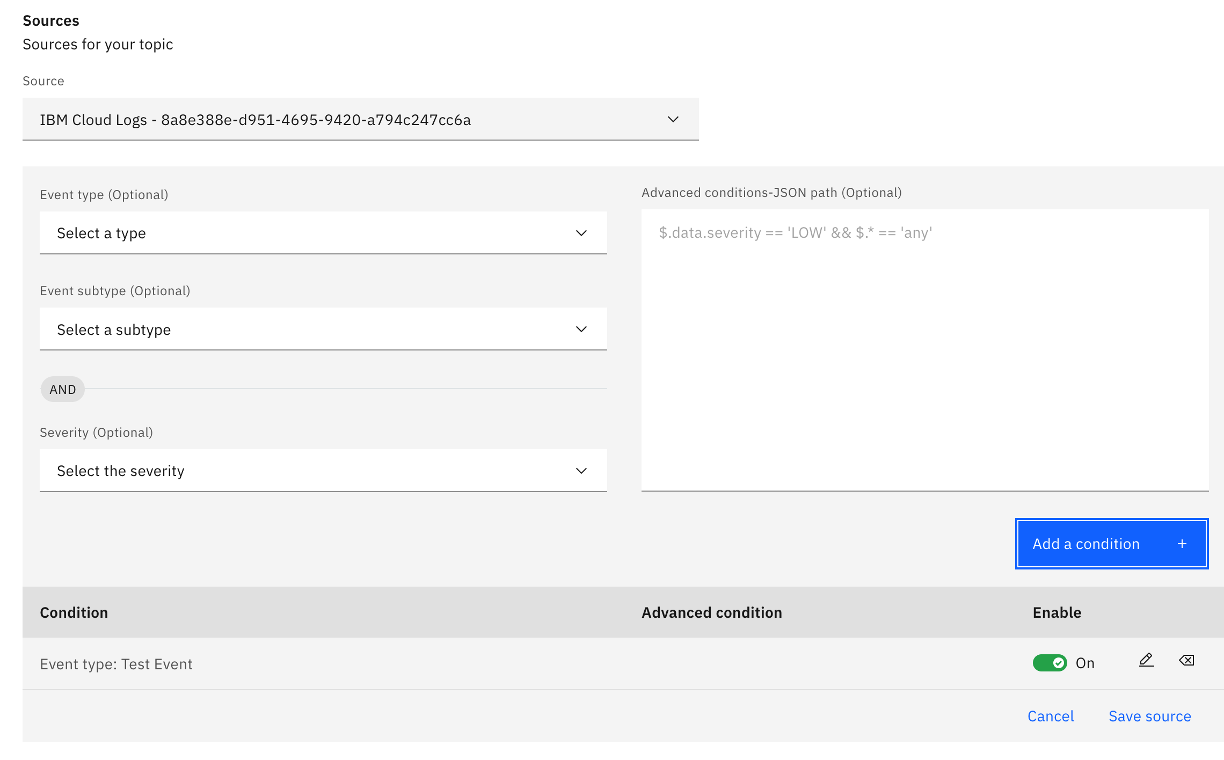 Sources
Sources for your topic
Source
IBM Cloud Logs - 8a8e388e-d951-4695-9420-a794c247cc6a
Event type (Optional)
Select a type
Event subtype (Optional)
Select a subtype
AND
Severity (Optional)
Select the severity
Advanced conditions-JSON path (Optional)
$.data.severity == 'LOW' && $.* == 'any'
Add a condition +
Condition Advanced condition Enable
Event type: Test Event On
Cancel Save source